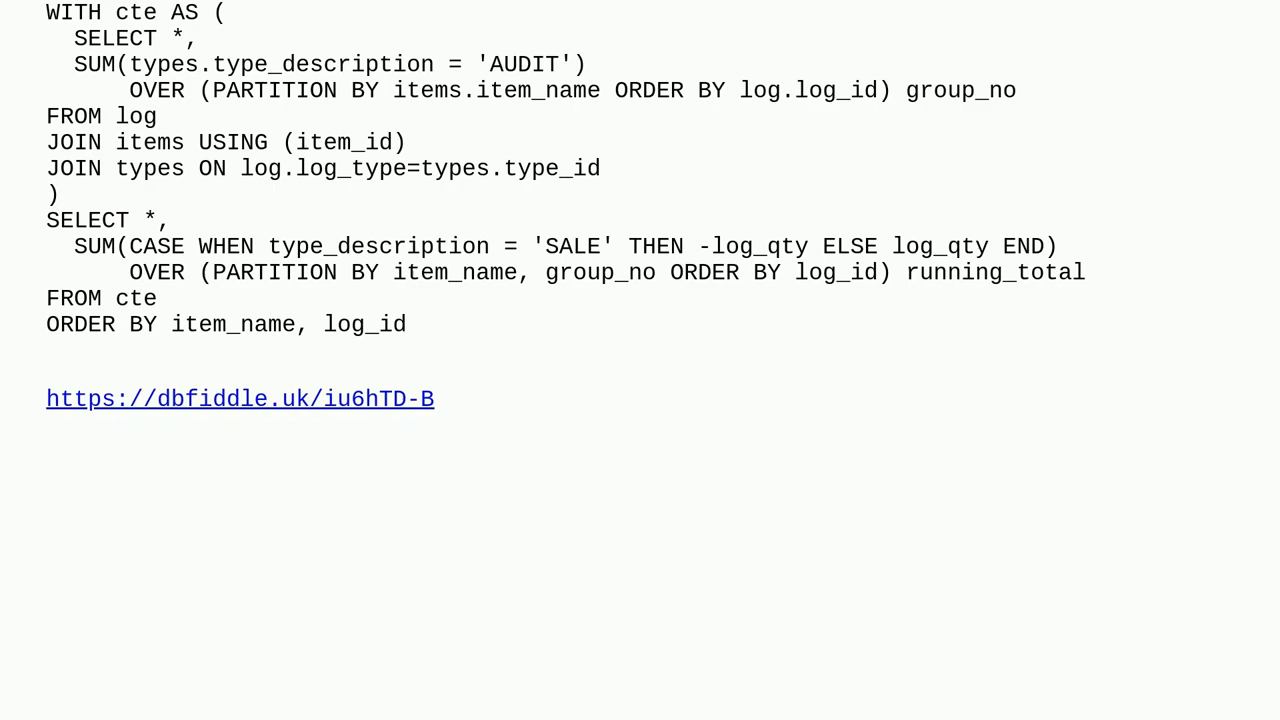 WITH cte AS (
  SELECT *,
  SUM(types.type_description = 'AUDIT')
      OVER (PARTITION BY items.item_name ORDER BY log.log_id) group_no
FROM log
JOIN items USING (item_id)
JOIN types ON log.log_type=types.type_id
)
SELECT *,
  SUM(CASE WHEN type_description = 'SALE' THEN -log_qty ELSE log_qty END)
      OVER (PARTITION BY item_name, group_no ORDER BY log_id) running_total
FROM cte
ORDER BY item_name, log_id
https://dbfiddle.uk/iu6hTD-B